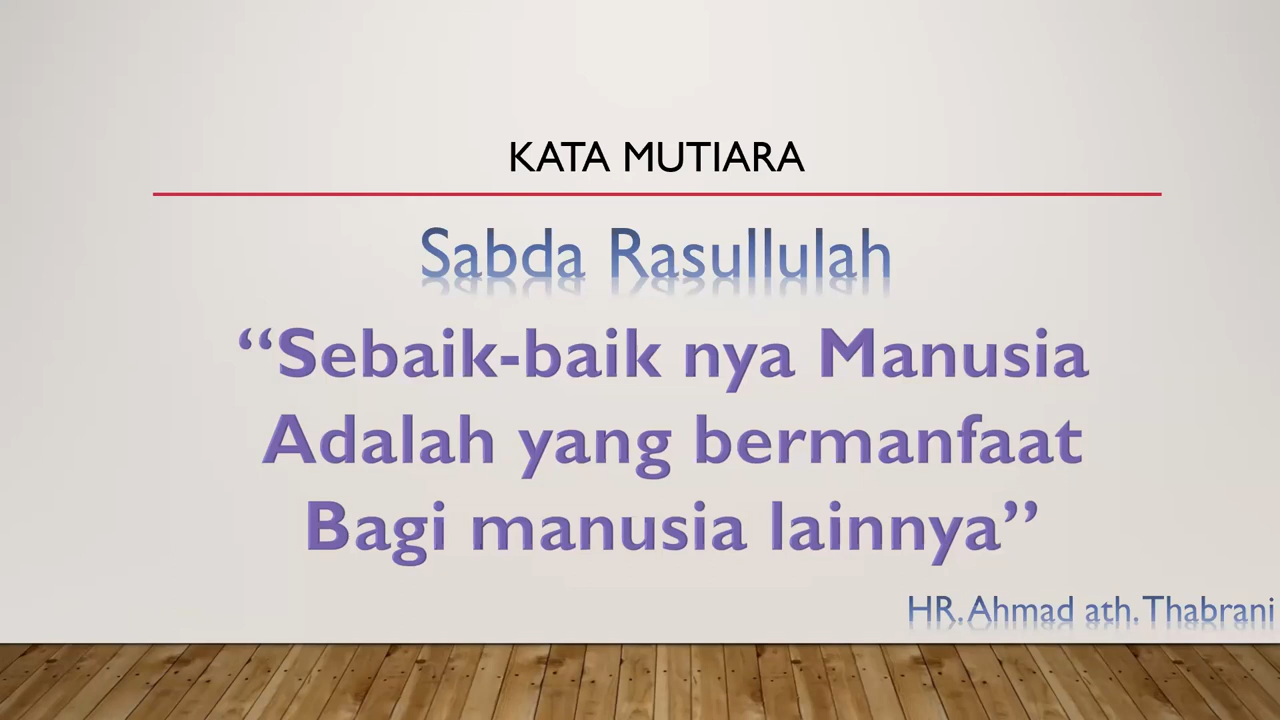 KATA MUTIARA
Sabda Rasullulah
“Sebaik-baik nya Manusia
Adalah yang bermanfaat
Bagi manusia lainnya”
HR. Ahmad ath. Thabrani